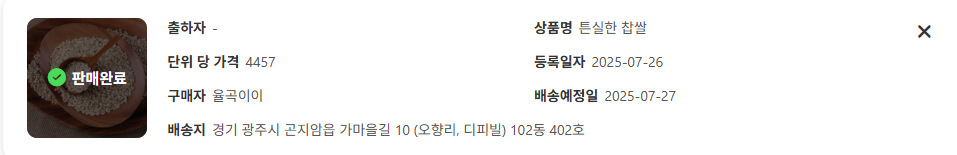 출하자 - 상품명 튼실한 찹쌀
판매완료
단위 당 가격 4457 등록일자 2025-07-26
구매자 율곡이이 배송예정일 2025-07-27
배송지 경기 광주시 곤지암읍 가마을길 10 (오향리, 디피빌) 102동 402호